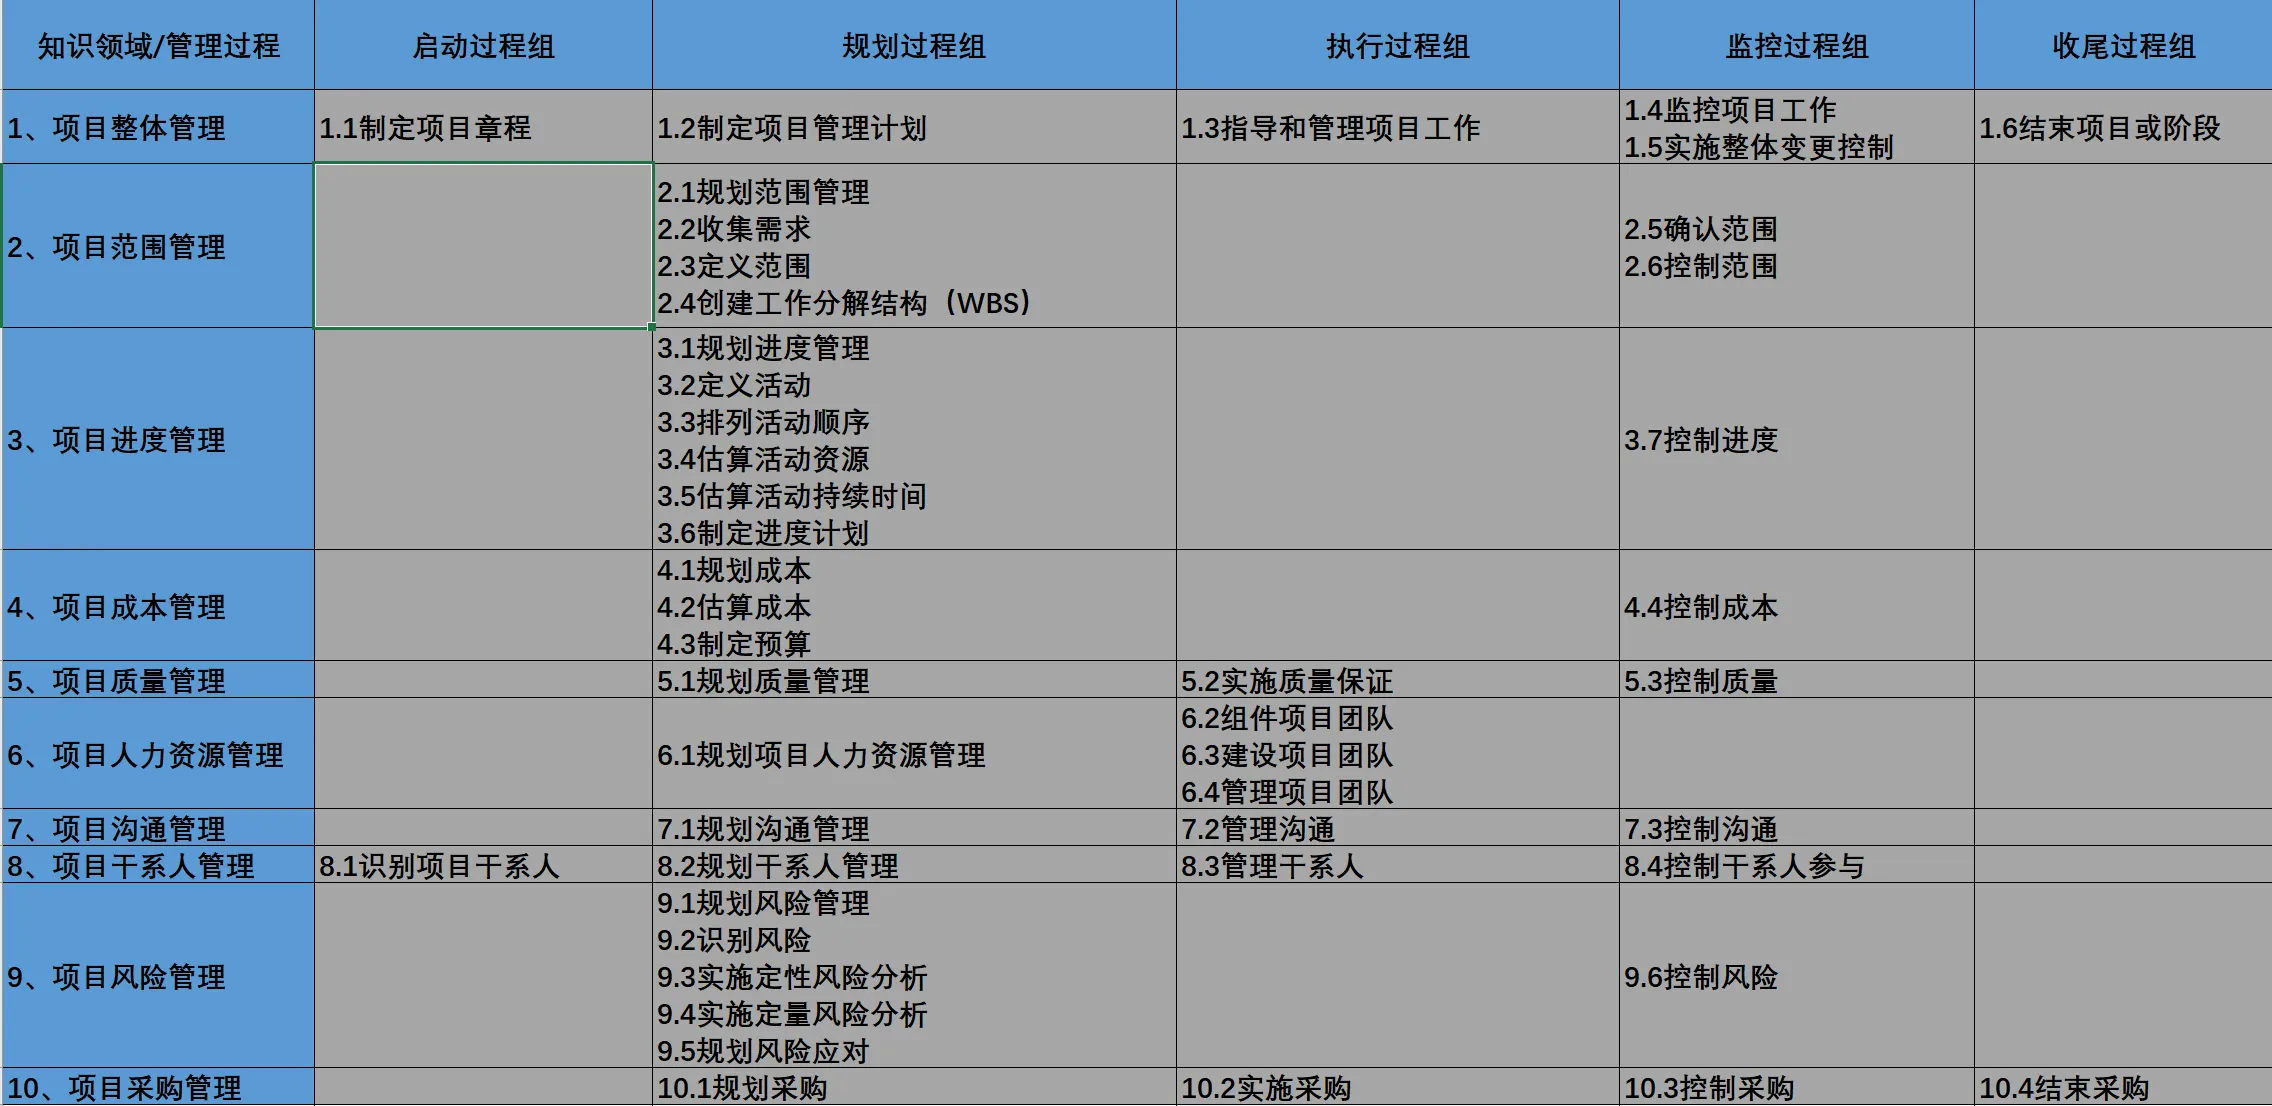 知识领域/管理过程 启动过程组 规划过程组 执行过程组 监控过程组 收尾过程组
1、项目整体管理
1.1制定项目章程
1.2制定项目管理计划
1.3指导和管理项目工作
1.4监控项目工作
1.5实施整体变更控制
1.6结束项目或阶段
2、项目范围管理
2.1规划范围管理
2.2收集需求
2.3定义范围
2.4创建工作分解结构（WBS）
2.5确认范围
2.6控制范围
3、项目进度管理
3.1规划进度管理
3.2定义活动
3.3排列活动顺序
3.4估算活动资源
3.5估算活动持续时间
3.6制定进度计划
3.7控制进度
4、项目成本管理
4.1规划成本
4.2估算成本
4.3制定预算
4.4控制成本
5、项目质量管理
5.1规划质量管理
5.2实施质量保证
5.3控制质量
6、项目人力资源管理
6.1规划项目人力资源管理
6.2组件项目团队
6.3建设项目团队
6.4管理项目团队
7、项目沟通管理
7.1规划沟通管理
7.2管理沟通
7.3控制沟通
8、项目干系人管理
8.1识别项目干系人
8.2规划干系人管理
8.3管理干系人
8.4控制干系人参与
9、项目风险管理
9.1规划风险管理
9.2识别风险
9.3实施定性风险分析
9.4实施定量风险分析
9.5规划风险应对
9.6控制风险
10、项目采购管理
10.1规划采购
10.2实施采购
10.3控制采购
10.4结束采购